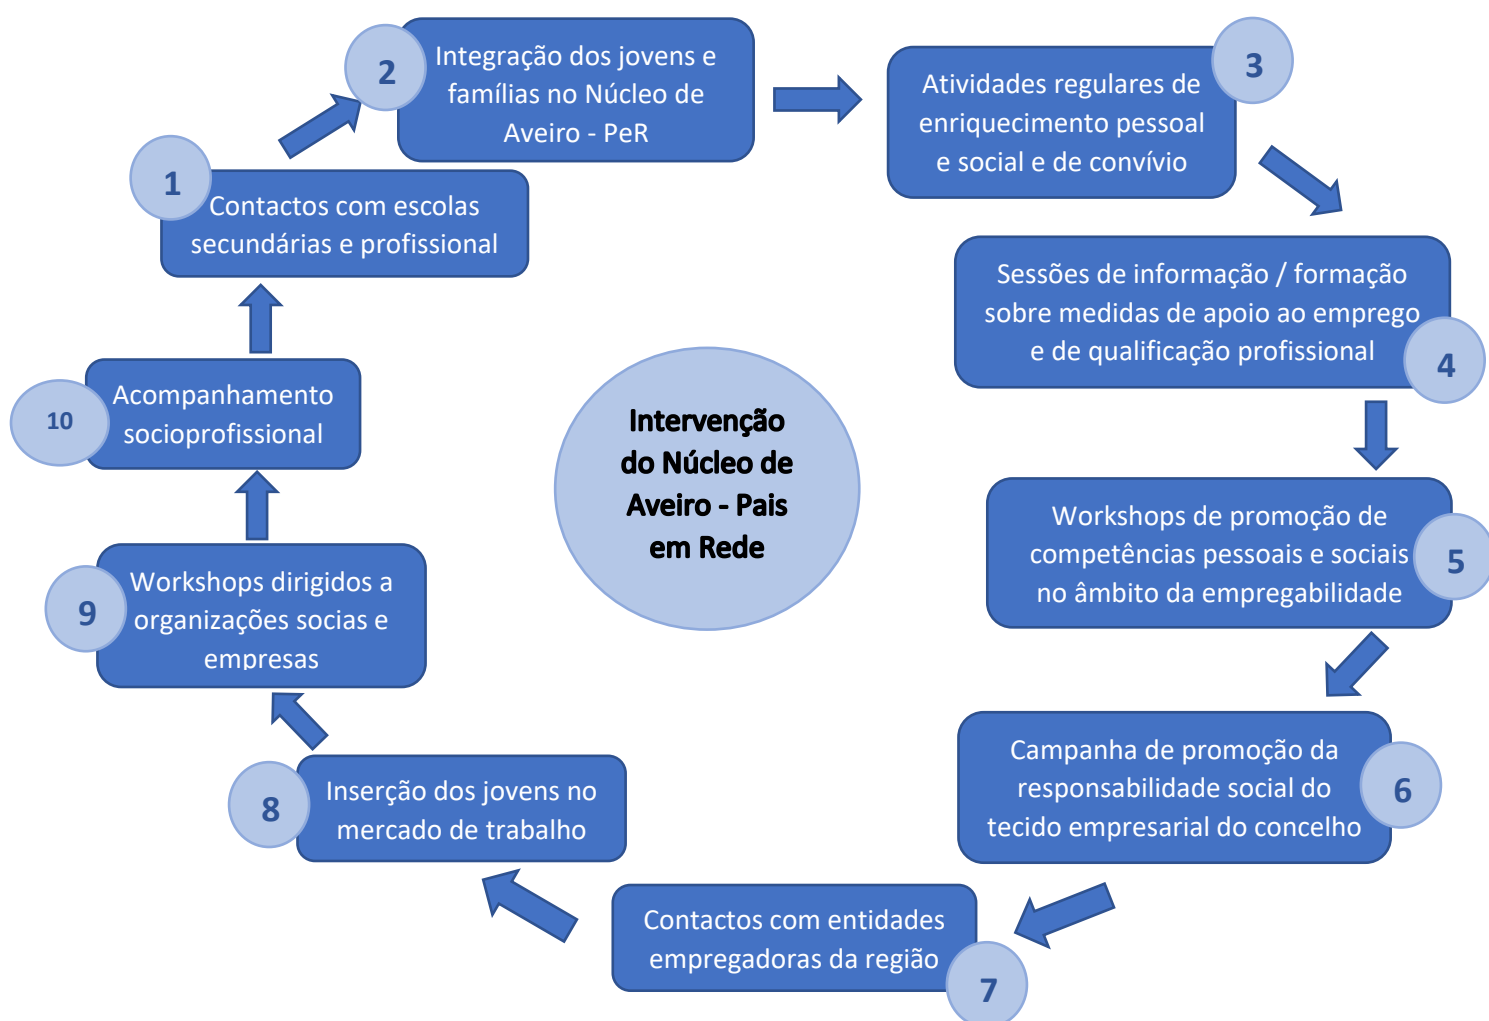 1
Contactos com escolas
secundárias e profissional
2
Integração dos jovens e
famílias no Núcleo de
Aveiro - PeR
3
Atividades regulares de
enriquecimento pessoal
e social e de convívio
4
Sessões de informação / formação
sobre medidas de apoio ao emprego
e de qualificação profissional
5
Workshops de promoção de
competências pessoais e sociais
no âmbito da empregabilidade
6
Campanha de promoção da
responsabilidade social do
tecido empresarial do concelho
7
Contactos com entidades
empregadoras da região
8
Inserção dos jovens no
mercado de trabalho
9
Workshops dirigidos a
organizações socias e
empresas
10
Acompanhamento
socioprofissional
Intervenção
do Núcleo de
Aveiro - Pais
em Rede